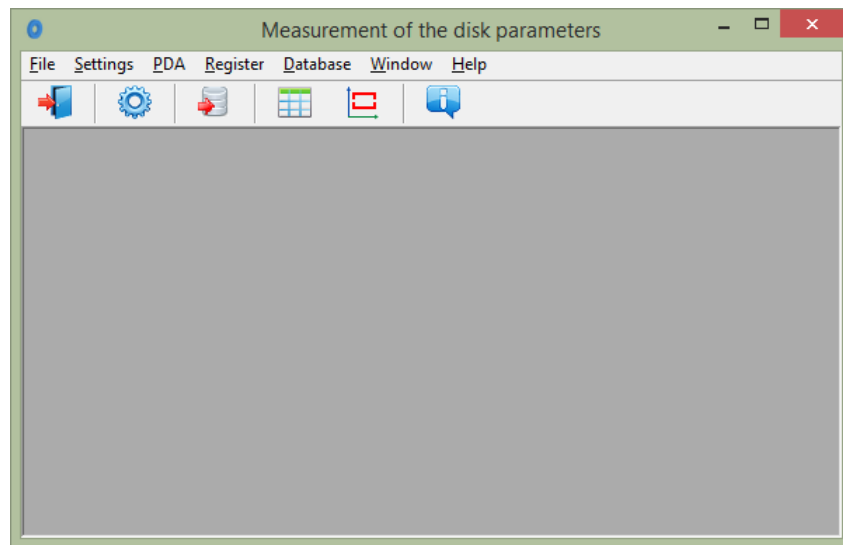 Measurement of the disk parameters
File Settings PDA Register Database Window Help